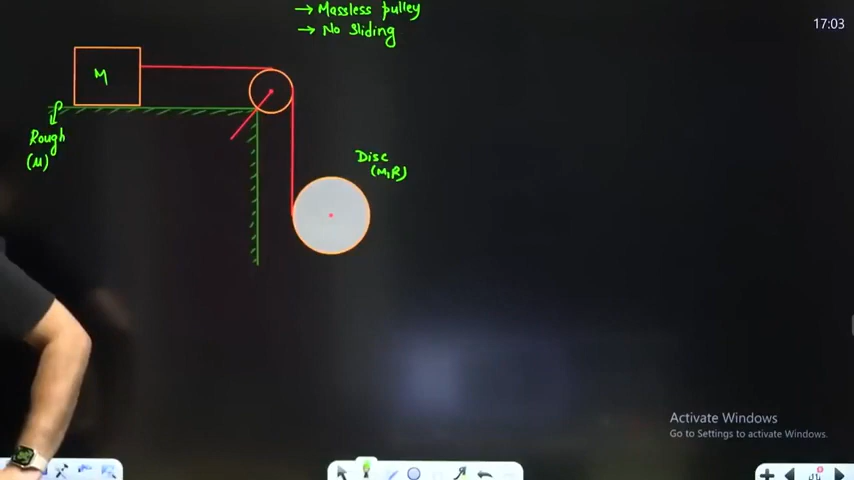 → Massless pulley
→ No Sliding
17:03
M
Rough
(μ)
Disc
(M,R)
Activate Windows
Go to Settings to activate Windows.